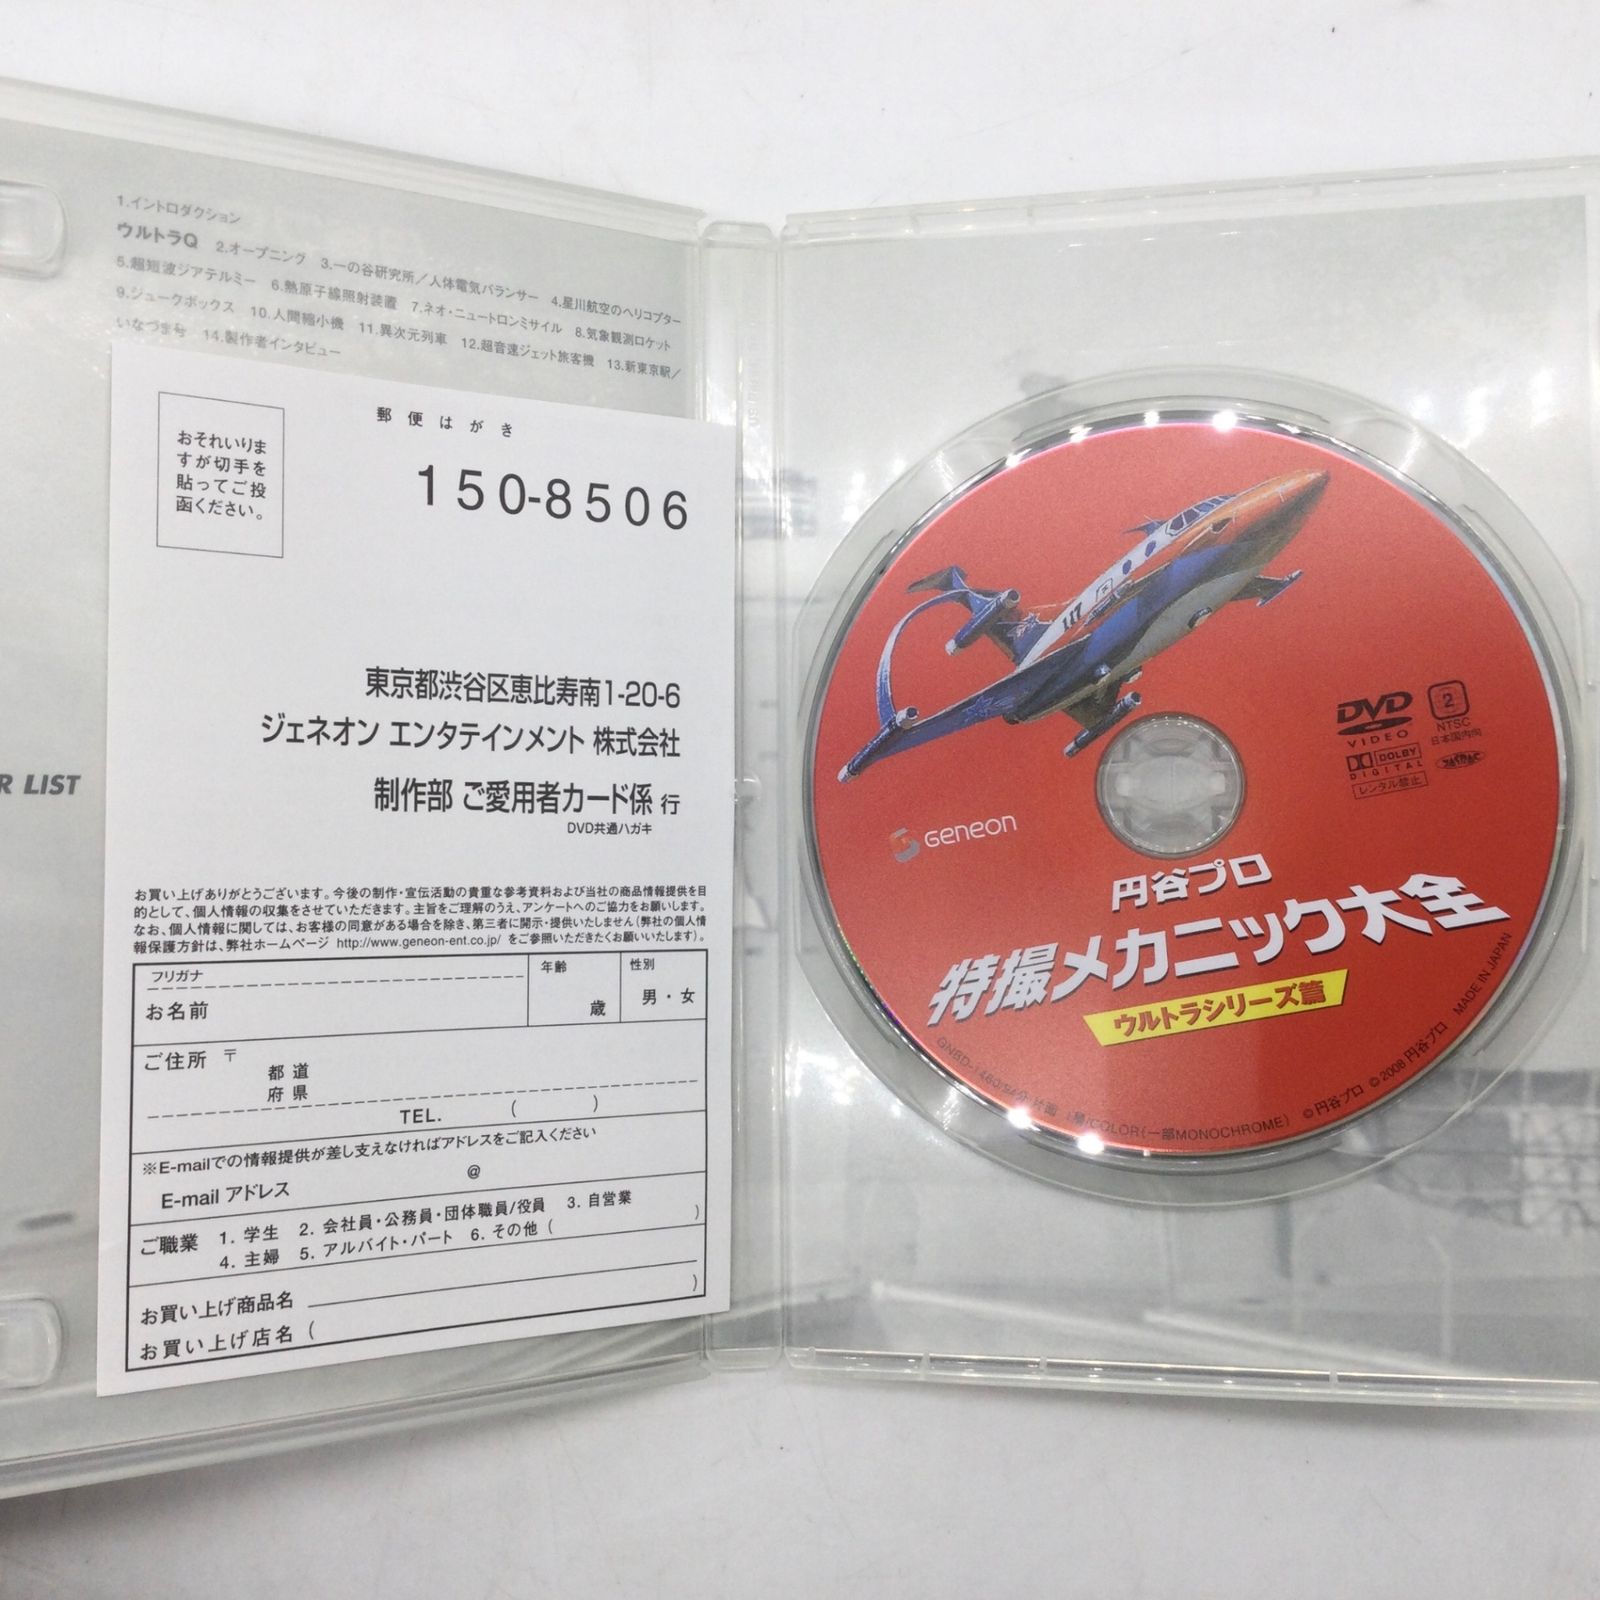 1.イントロダクション
ウルトラQ 2.オープニング 3.一の谷研究所／人体電気バランサー 4.星川航空のヘリコプター
5.超短波ジアテルミー 6.熱原子線照射装置 7.ネオ・ニュートロンミサイル 8.気象観測ロケット
9.ジュークボックス 10.人間縮小機 11.異次元列車 12.超音速ジェット旅客機 13.新東京駅／
いなづま号 14.製作者インタビュー
R LIST
郵便はがき
おそれいりま
すが切手を
貼ってご投
函ください。
150-8506
東京都渋谷区恵比寿南1-20-6
ジェネオン エンタテインメント 株式会社
制作部 ご愛用者カード係 行
DVD共通ハガキ
お買い上げありがとうございます。今後の制作・宣伝活動の貴重な参考資料および当社の商品情報提供を目
的として、個人情報の収集をさせていただきます。主旨をご理解のうえ、アンケートへのご協力をお願いします。
なお、個人情報に関しては、お客様の同意がある場合を除き、第三者に開示・提供いたしません（弊社の個人情
報保護方針は、弊社ホームページ http://www.geneon-ent.co.jp/ をご参照いただきたくお願いいたします）。
フリガナ
お名前
年齢
歳
性別
男・女
ご住所 〒
都 道
府 県
TEL. ( )
※E-mailでの情報提供が差し支えなければアドレスをご記入ください
E-mail アドレス @
ご職業 1. 学生 2. 会社員・公務員・団体職員/役員 3. 自営業
4. 主婦 5. アルバイト・パート 6. その他 ( )
お買い上げ商品名
お買い上げ店名 ( )
117
DVD
VIDEO
2
NTSC
日本国内向
DOLBY
DIGITAL
レンタル禁止
Geneon
円谷プロ
特撮メカニック大全
ウルトラシリーズ篇
GNBD-1460/94分/片面 1層/COLOR(一部MONOCHROME) ©円谷プロ ©2008 円谷プロ MADE IN JAPAN